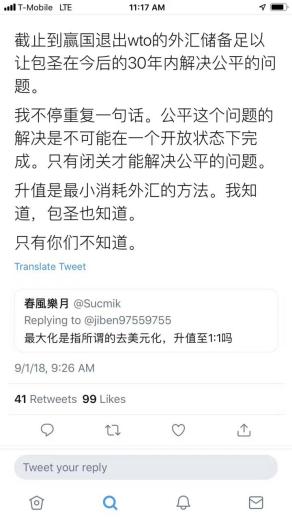 T-Mobile LTE 11:17 AM
截止到赢国退出wto的外汇储备足以
让包圣在今后的30年内解决公平的问
题。
我不停重复一句话。公平这个问题的
解决是不可能在一个开放状态下完
成。只有闭关才能解决公平的问题。
升值是最小消耗外汇的方法。我知
道，包圣也知道。
只有你们不知道。
Translate Tweet
春風樂月 @Sucmik
Replying to @jiben97559755
最大化是指所谓的去美元化，升值至1:1吗
9/1/18, 9:26 AM
41 Retweets 99 Likes
Tweet your reply